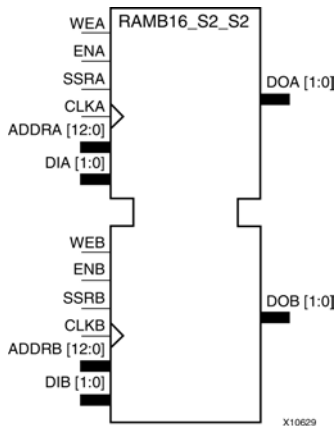 RAMB16_S2_S2
WEA
ENA
SSRA
CLKA
ADDRA [12:0]
DIA [1:0]
DOA [1:0]
WEB
ENB
SSRB
CLKB
ADDRB [12:0]
DIB [1:0]
DOB [1:0]
X10629